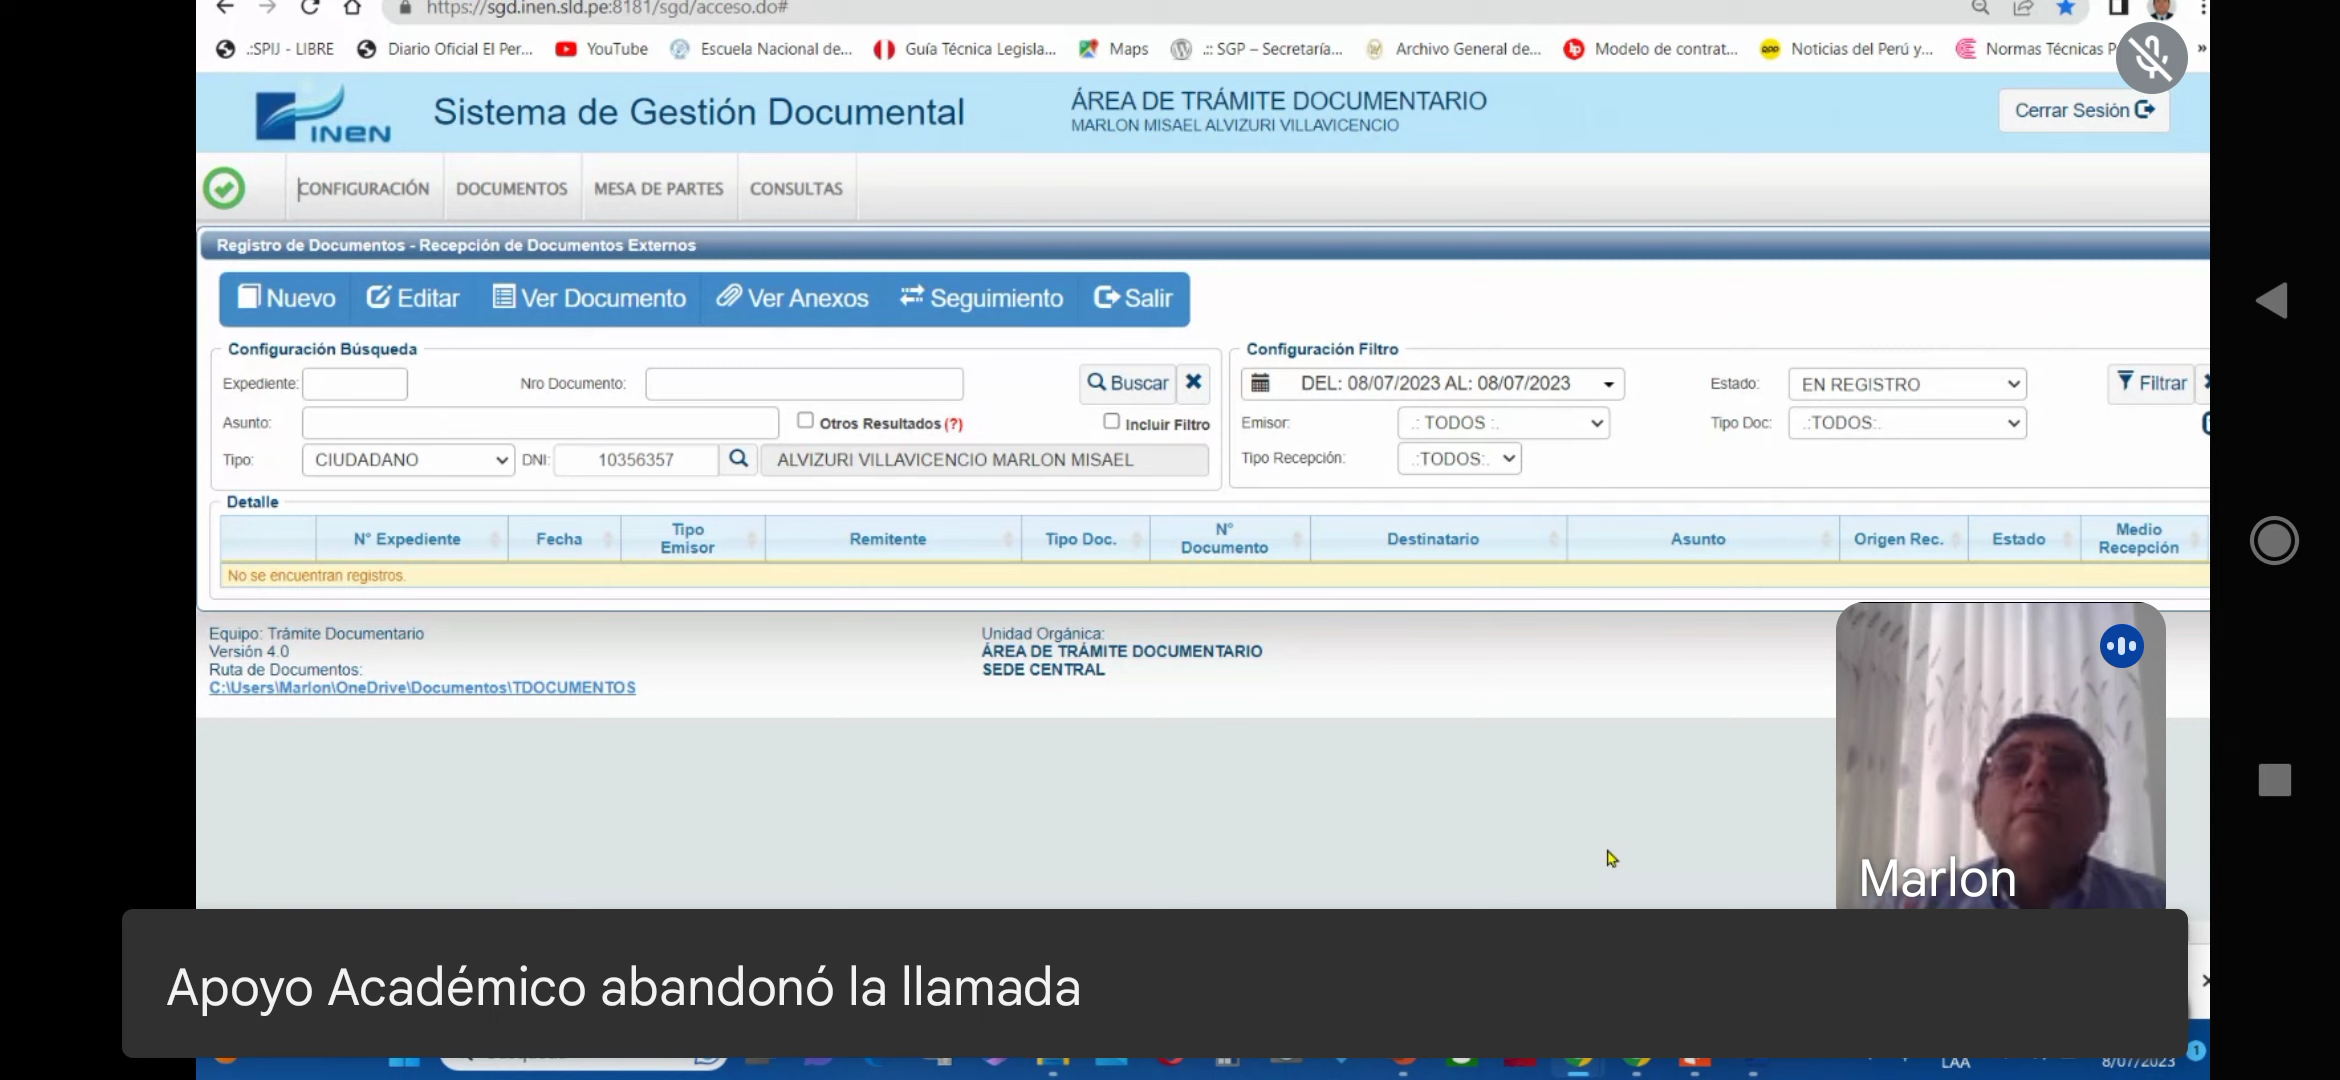 https://sgd.inen.sld.pe:8181/sgd/acceso.do#
.:SPIJ - LIBRE Diario Oficial El Per... YouTube Escuela Nacional de... Guía Técnica Legisla... Maps .:: SGP – Secretaría... Archivo General de... Modelo de contrat... Noticias del Perú y... Normas Técnicas P »
INEN Sistema de Gestión Documental
ÁREA DE TRÁMITE DOCUMENTARIO
MARLON MISAEL ALVIZURI VILLAVICENCIO
Cerrar Sesión
CONFIGURACIÓN DOCUMENTOS MESA DE PARTES CONSULTAS
Registro de Documentos - Recepción de Documentos Externos
Nuevo Editar Ver Documento Ver Anexos Seguimiento Salir
Configuración Búsqueda
Expediente: Nro Documento: Buscar
Asunto: Otros Resultados (?) Incluir Filtro
Tipo: CIUDADANO DNI: 10356357 ALVIZURI VILLAVICENCIO MARLON MISAEL
Configuración Filtro
DEL: 08/07/2023 AL: 08/07/2023 Estado: EN REGISTRO Filtrar
Emisor: .: TODOS :. Tipo Doc: .:TODOS:.
Tipo Recepción: .:TODOS:.
Detalle
N° Expediente Fecha Tipo Emisor Remitente Tipo Doc. N° Documento Destinatario Asunto Origen Rec. Estado Medio Recepción
No se encuentran registros.
Equipo: Trámite Documentario
Versión 4.0
Ruta de Documentos:
C:\Users\Marlon\OneDrive\Documentos\TDOCUMENTOS
Unidad Orgánica:
ÁREA DE TRÁMITE DOCUMENTARIO
SEDE CENTRAL
Marlon
Apoyo Académico abandonó la llamada
LAA
8/07/2023
1